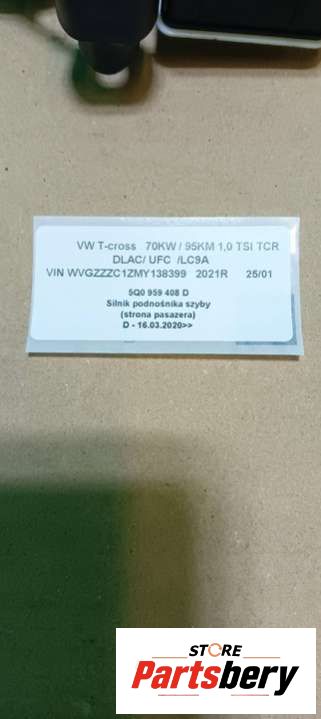 VW T-cross 70KW / 95KM 1,0 TSI TCR
DLAC/ UFC /LC9A
VIN WVGZZZC1ZMY138399 2021R 25/01
5Q0 959 408 D
Silnik podnośnika szyby
(strona pasazera)
D - 16.03.2020>>
STORE
Partsbery